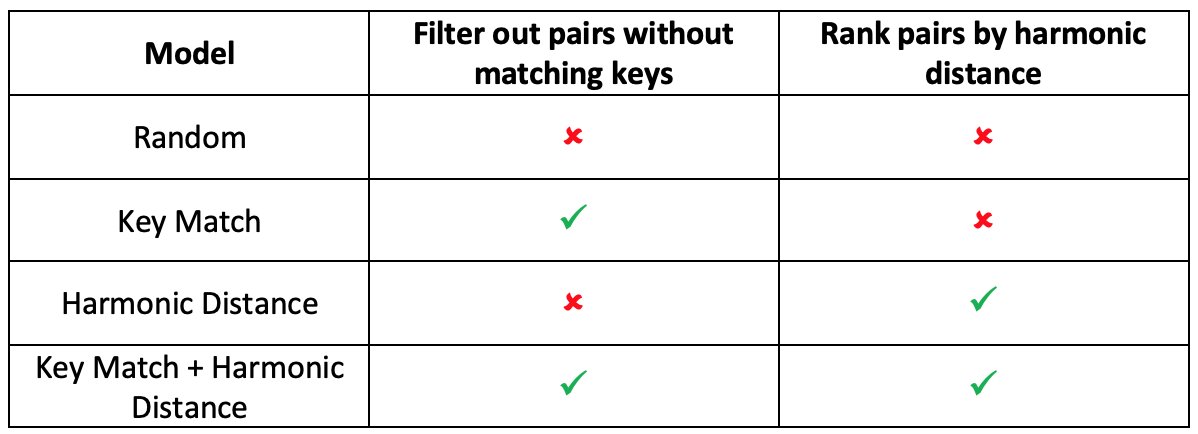 Model
Filter out pairs without
matching keys
Rank pairs by harmonic
distance
Random
✘
✘
Key Match
✓
✘
Harmonic Distance
✘
✓
Key Match + Harmonic
Distance
✓
✓